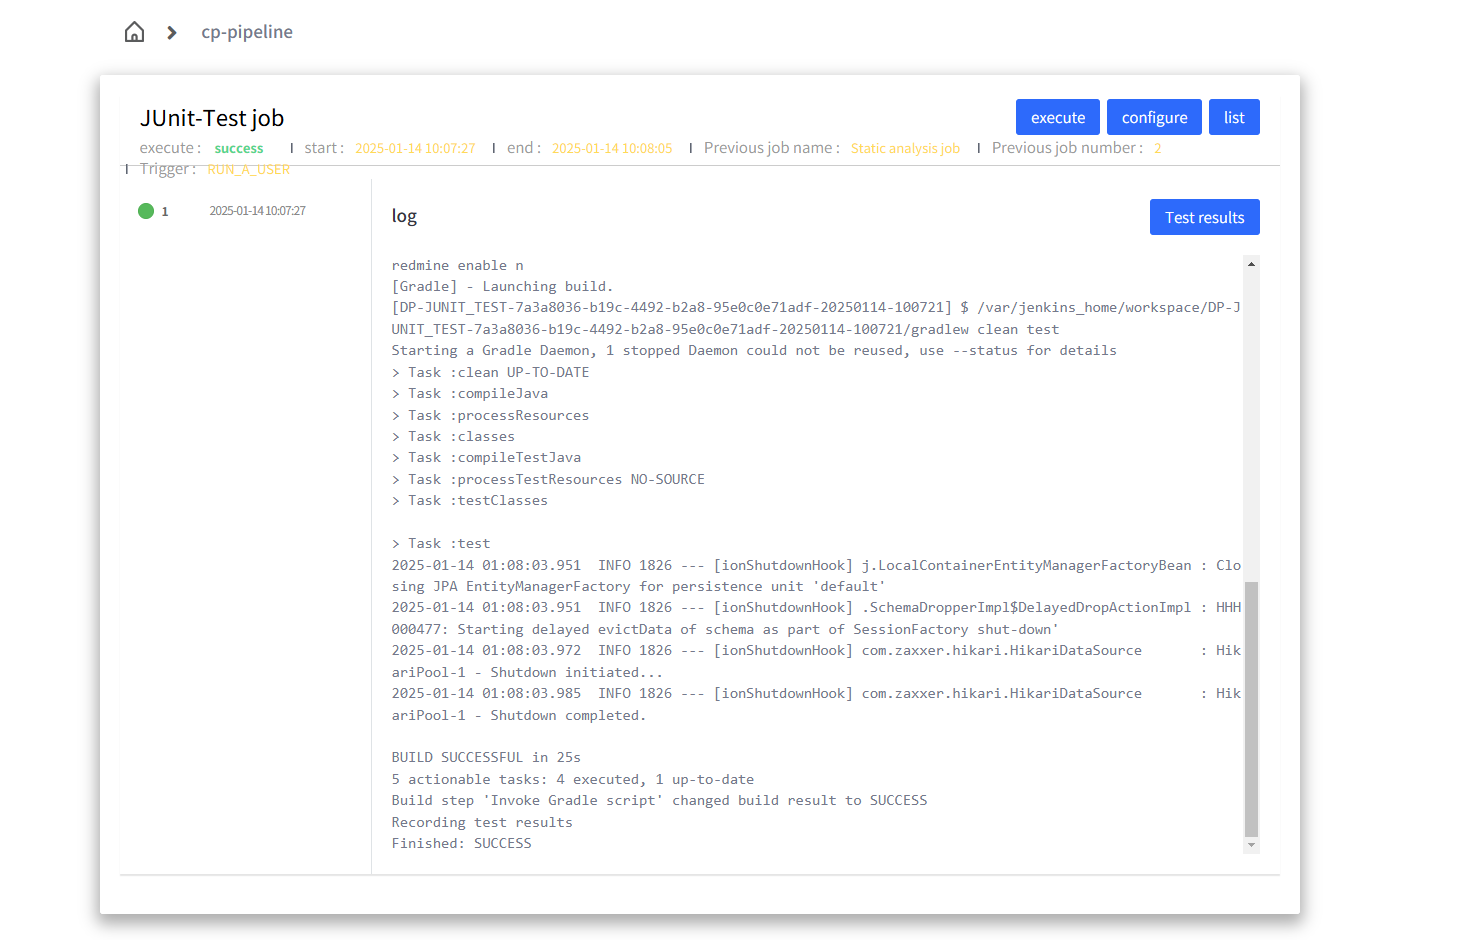 cp-pipeline
JUnit-Test job
execute configure list
execute : success I start : 2025-01-14 10:07:27 I end : 2025-01-14 10:08:05 I Previous job name : Static analysis job I Previous job number : 2
I Trigger : RUN_A_USER
1 2025-01-14 10:07:27
log
Test results
redmine enable n
[Gradle] - Launching build.
[DP-JUNIT_TEST-7a3a8036-b19c-4492-b2a8-95e0c0e71adf-20250114-100721] $ /var/jenkins_home/workspace/DP-J
UNIT_TEST-7a3a8036-b19c-4492-b2a8-95e0c0e71adf-20250114-100721/gradlew clean test
Starting a Gradle Daemon, 1 stopped Daemon could not be reused, use --status for details
> Task :clean UP-TO-DATE
> Task :compileJava
> Task :processResources
> Task :classes
> Task :compileTestJava
> Task :processTestResources NO-SOURCE
> Task :testClasses
> Task :test
2025-01-14 01:08:03.951  INFO 1826 --- [ionShutdownHook] j.LocalContainerEntityManagerFactoryBean : Clo
sing JPA EntityManagerFactory for persistence unit 'default'
2025-01-14 01:08:03.951  INFO 1826 --- [ionShutdownHook] .SchemaDropperImpl$DelayedDropActionImpl : HHH
000477: Starting delayed evictData of schema as part of SessionFactory shut-down'
2025-01-14 01:08:03.972  INFO 1826 --- [ionShutdownHook] com.zaxxer.hikari.HikariDataSource       : Hik
ariPool-1 - Shutdown initiated...
2025-01-14 01:08:03.985  INFO 1826 --- [ionShutdownHook] com.zaxxer.hikari.HikariDataSource       : Hik
ariPool-1 - Shutdown completed.
BUILD SUCCESSFUL in 25s
5 actionable tasks: 4 executed, 1 up-to-date
Build step 'Invoke Gradle script' changed build result to SUCCESS
Recording test results
Finished: SUCCESS